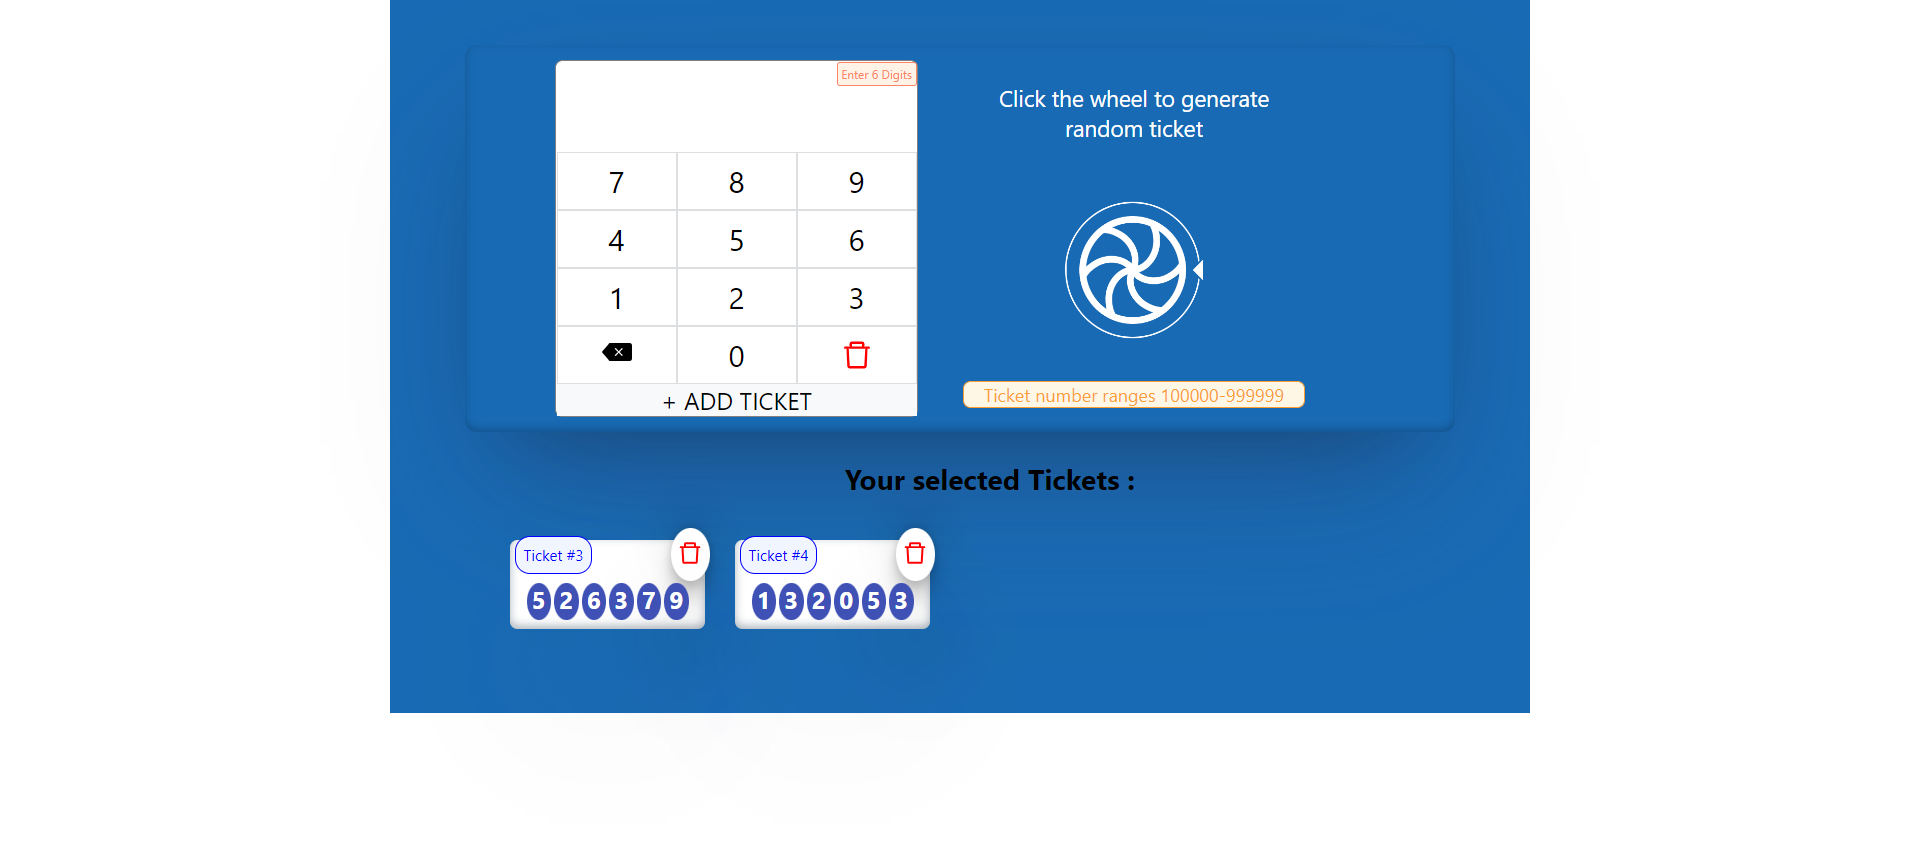 Enter 6 Digits
7 8 9
4 5 6
1 2 3
0
+ ADD TICKET
Click the wheel to generate
random ticket
Ticket number ranges 100000-999999
Your selected Tickets :
Ticket #3
5 2 6 3 7 9
Ticket #4
1 3 2 0 5 3